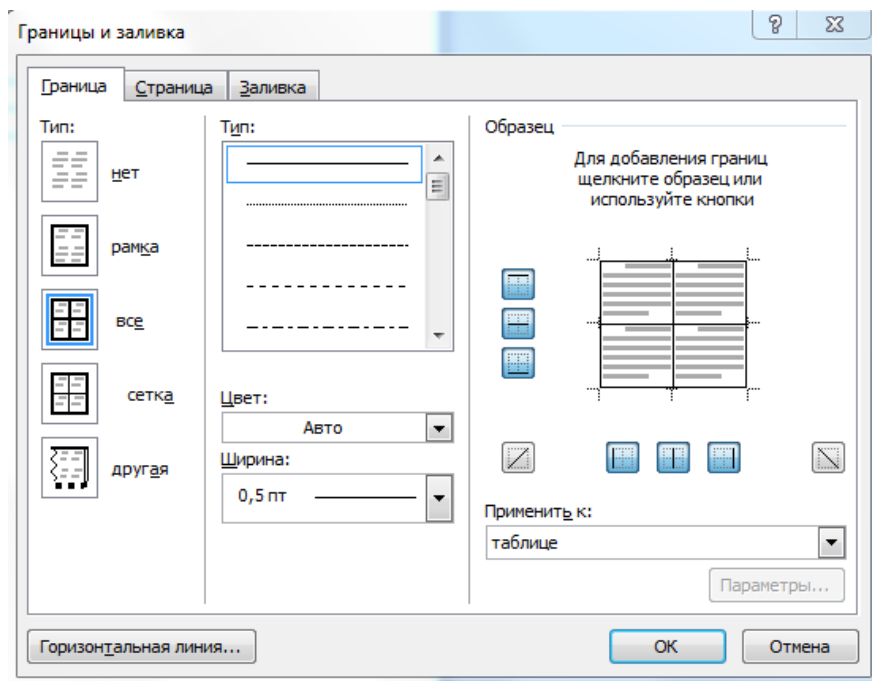 Границы и заливка
Граница
Страница
Заливка
Тип:
нет
рамка
все
сетка
другая
Тип:
Цвет:
Авто
Ширина:
0,5 пт
Образец
Для добавления границ
щелкните образец или
используйте кнопки
Применить к:
таблице
Параметры...
Горизонтальная линия...
ОК
Отмена